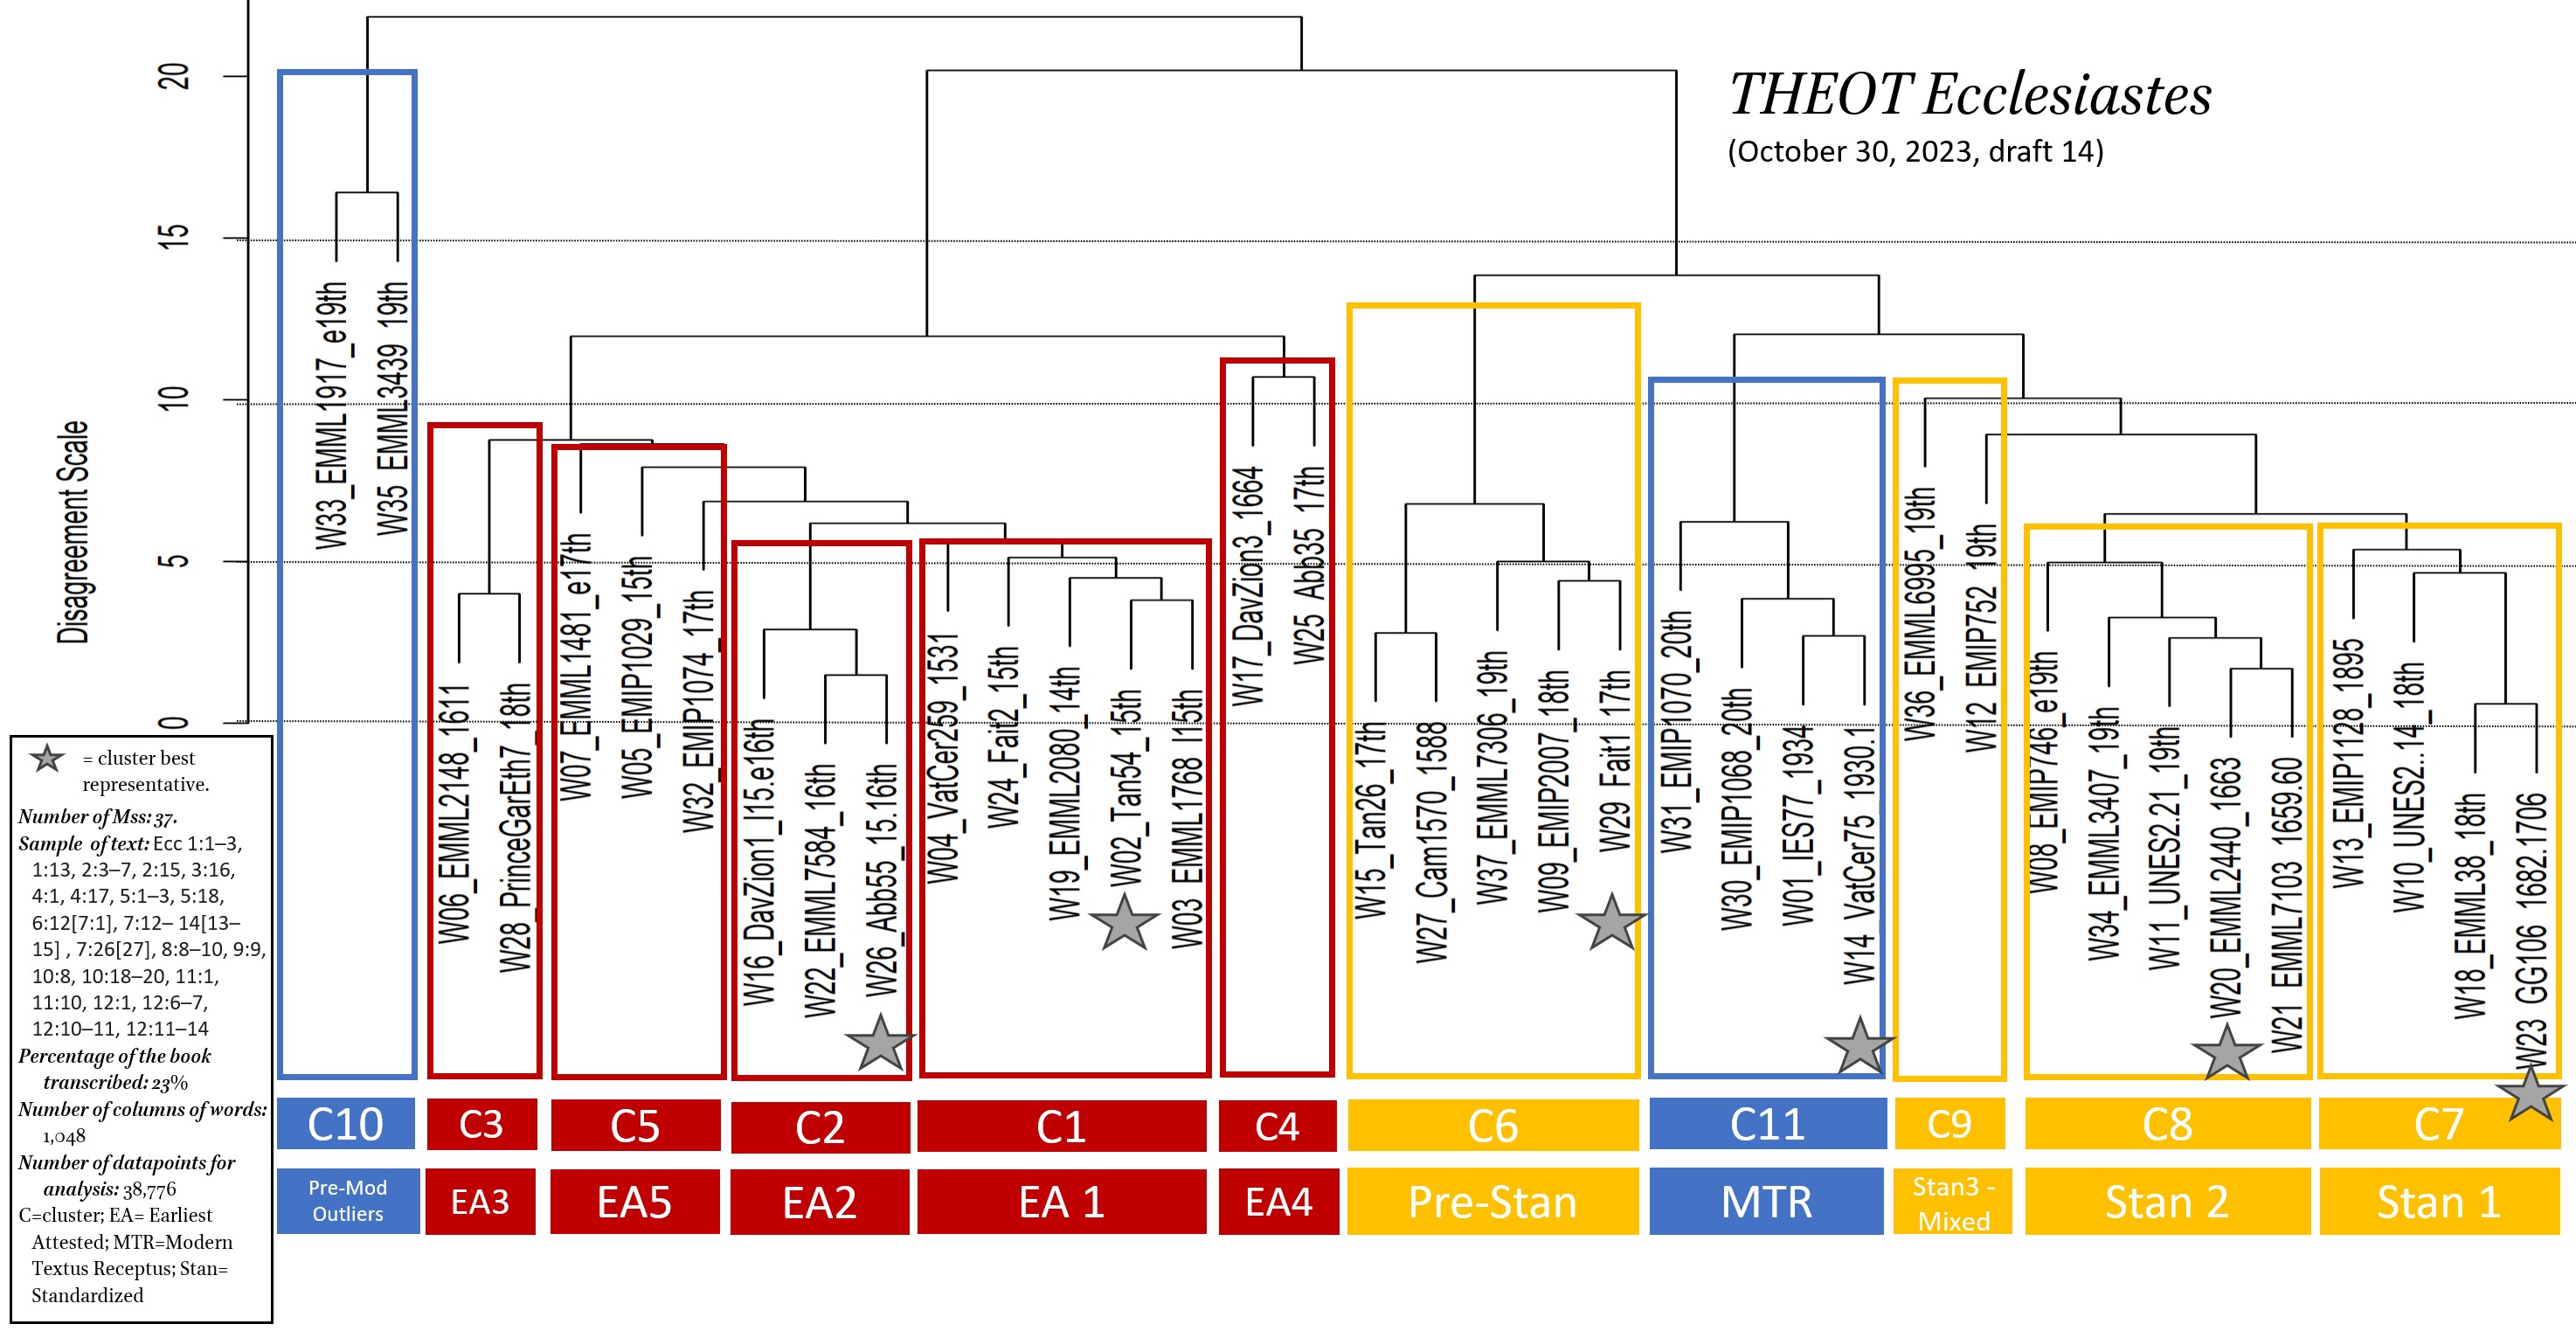 THEOT Ecclesiastes
(October 30, 2023, draft 14)
Disagreement Scale
20
15
10
5
0
W33_EMML1917_e19th
W35_EMML3439_19th
W06_EMML2148_1611
W28_PrinceGarEth7_18th
W07_EMML1481_e17th
W05_EMIP1029_15th
W32_EMIP1074_17th
W16_DavZion1_l15.e16th
W22_EMML7584_16th
W26_Abb55_15.16th
W04_VatCer259_1531
W24_Fait2_15th
W19_EMML2080_14th
W02_Tan54_15th
W03_EMML1768_l15th
W17_DavZion3_1664
W25_Abb35_17th
W15_Tan26_17th
W27_Cam1570_1588
W37_EMML7306_19th
W09_EMIP2007_18th
W29_Fait1_17th
W31_EMIP1070_20th
W30_EMIP1068_20th
W01_IES77_1934
W14_VatCer75_1930.1
W36_EMML6995_19th
W12_EMIP752_19th
W08_EMIP746_e19th
W34_EMML3407_19th
W11_UNES2.21_19th
W20_EMML2440_1663
W21_EMML7103_1659.60
W13_EMIP1128_1895
W10_UNES2..14_18th
W18_EMML38_18th
W23_GG106_1682.1706
= cluster best
representative.
Number of Mss: 37.
Sample of text: Ecc 1:1–3,
1:13, 2:3–7, 2:15, 3:16,
4:1, 4:17, 5:1–3, 5:18,
6:12[7:1], 7:12– 14[13–
15] , 7:26[27], 8:8–10, 9:9,
10:8, 10:18–20, 11:1,
11:10, 12:1, 12:6–7,
12:10–11, 12:11–14
Percentage of the book
transcribed: 23%
Number of columns of words:
1,048
Number of datapoints for
analysis: 38,776
C=cluster; EA= Earliest
Attested; MTR=Modern
Textus Receptus; Stan=
Standardized
C10
C3
C5
C2
C1
C4
C6
C11
C9
C8
C7
Pre-Mod
Outliers
EA3
EA5
EA2
EA 1
EA4
Pre-Stan
MTR
Stan3 -
Mixed
Stan 2
Stan 1